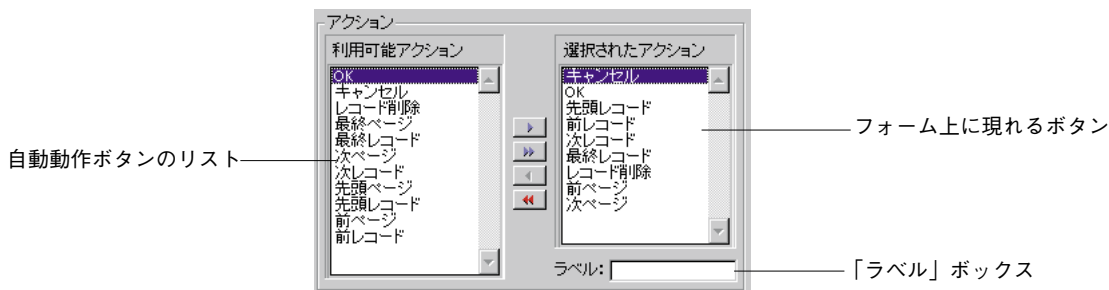 アクション
利用可能アクション
OK
キャンセル
レコード削除
最終ページ
最終レコード
次ページ
次レコード
先頭ページ
先頭レコード
前ページ
前レコード
選択されたアクション
キャンセル
OK
先頭レコード
前レコード
次レコード
最終レコード
レコード削除
前ページ
次ページ
ラベル:
自動動作ボタンのリスト
フォーム上に現れるボタン
「ラベル」ボックス